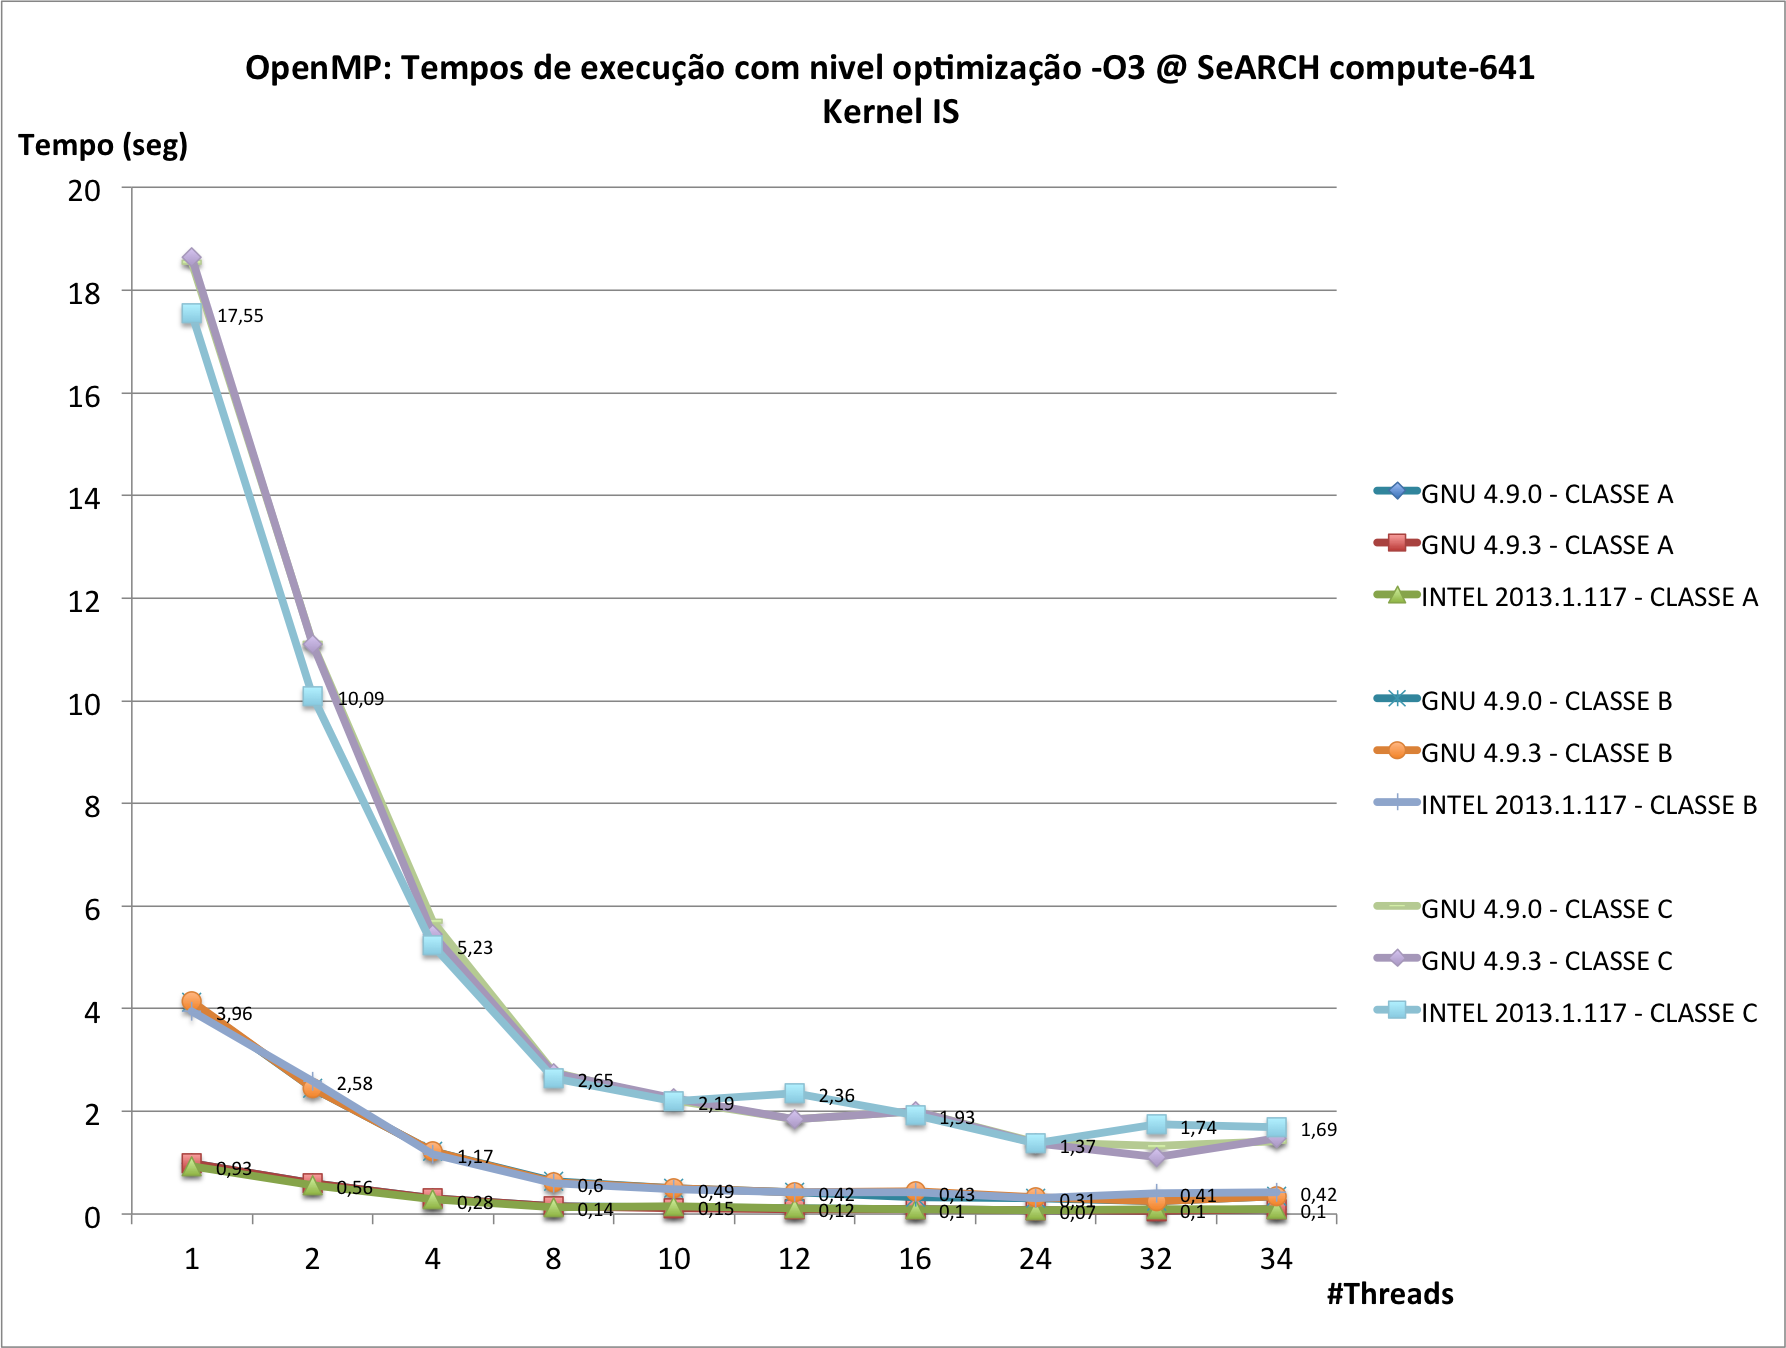 OpenMP: Tempos de execução com nivel optimização -O3 @ SeARCH compute-641
Kernel IS
Tempo (seg)
20
18
16
14
12
10
8
6
4
2
0
17,55
10,09
5,23
2,65
2,19
2,36
1,93
1,37
1,74
1,69
3,96
2,58
1,17
0,6
0,49
0,42
0,43
0,31
0,41
0,42
0,93
0,56
0,28
0,14
0,15
0,12
0,1
0,07
0,1
0,1
1 2 4 8 10 12 16 24 32 34
#Threads
GNU 4.9.0 - CLASSE A
GNU 4.9.3 - CLASSE A
INTEL 2013.1.117 - CLASSE A
GNU 4.9.0 - CLASSE B
GNU 4.9.3 - CLASSE B
INTEL 2013.1.117 - CLASSE B
GNU 4.9.0 - CLASSE C
GNU 4.9.3 - CLASSE C
INTEL 2013.1.117 - CLASSE C